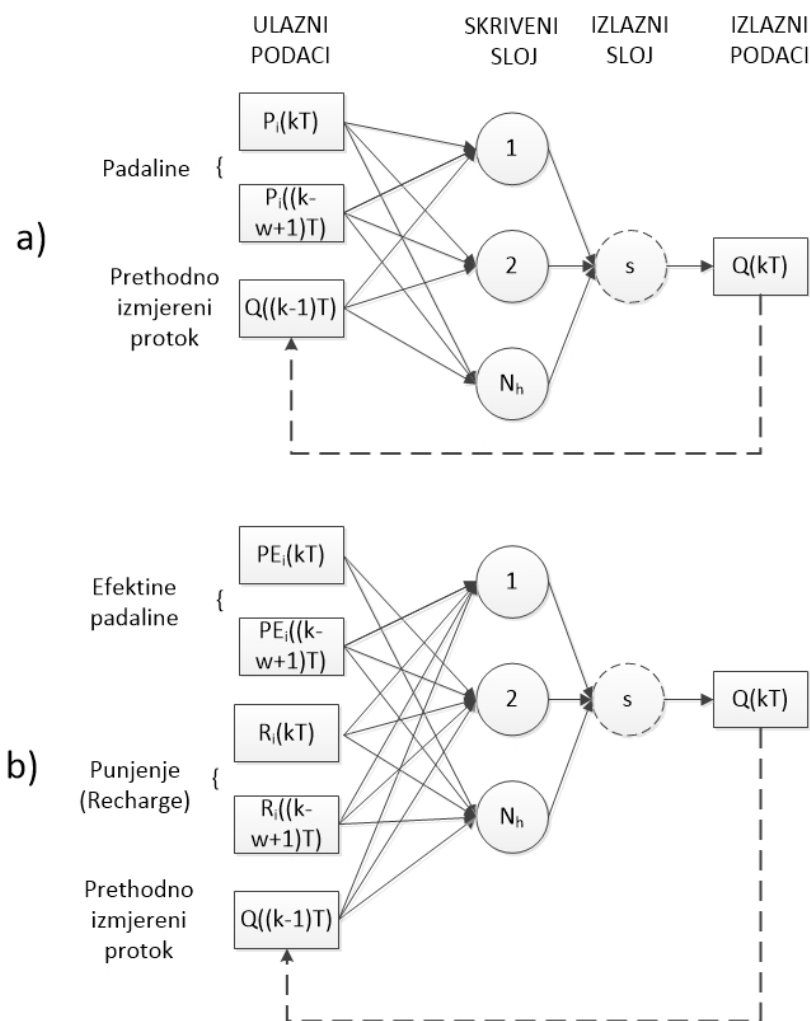 ULAZNI
PODACI
SKRIVENI
SLOJ
IZLAZNI
SLOJ
IZLAZNI
PODACI
a)
Padaline {
Prethodno
izmjereni
protok
Pᵢ(kT)
Pᵢ((k-
w+1)T)
Q((k-1)T)
1
2
Nₕ
s
Q(kT)
b)
Efektine
padaline
{
Punjenje
(Recharge)
{
Prethodno
izmjereni
protok
PEᵢ(kT)
PEᵢ((k-
w+1)T)
Rᵢ(kT)
Rᵢ((k-
w+1)T)
Q((k-1)T)
1
2
Nₕ
s
Q(kT)